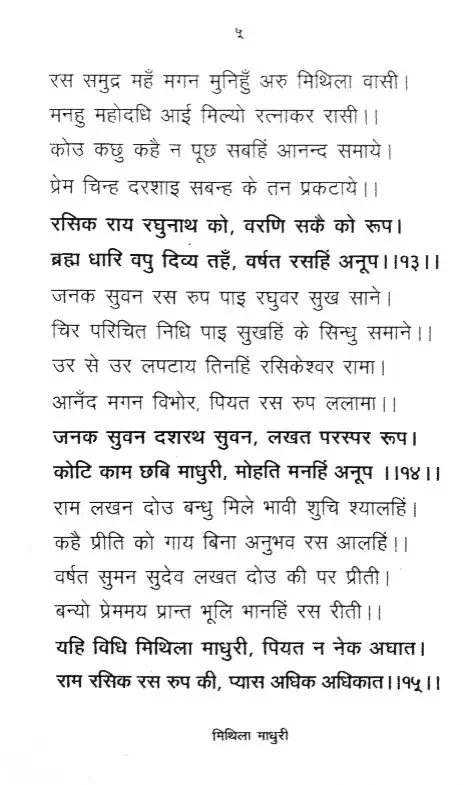 ५
रस समुद्र महँ मगन मुनिहुँ अरु मिथिला वासी।
मनहु महोदधि आई मिल्यो रत्नाकर रासी।।
कोउ कछु कहै न पूछ सबहिं आनन्द समाये।
प्रेम चिन्ह दरशाइ सबन्ह के तन प्रकटाये।।
रसिक राय रघुनाथ को, वरणि सकै को रूप।
ब्रह्म धारि वपु दिव्य तहँ, वर्षत रसहिं अनूप।।१३।।
जनक सुवन रस रुप पाइ रघुवर सुख साने।
चिर परिचित निधि पाइ सुखहिं के सिन्धु समाने।।
उर से उर लपटाय तिनहिं रसिकेश्वर रामा।
आनँद मगन विभोर, पियत रस रुप ललामा।।
जनक सुवन दशरथ सुवन, लखत परस्पर रूप।
कोटि काम छबि माधुरी, मोहति मनहिं अनूप ।।१४।।
राम लखन दोउ बन्धु मिले भावी शुचि श्यालहिं।
कहै प्रीति को गाय बिना अनुभव रस आलहिं।।
वर्षत सुमन सुदेव लखत दोउ की पर प्रीती।
बन्यो प्रेममय प्रान्त भूलि भानहिं रस रीती।।
यहि विधि मिथिला माधुरी, पियत न नेक अघात।
राम रसिक रस रुप की, प्यास अधिक अधिकात।।१५।।
मिथिला माधुरी